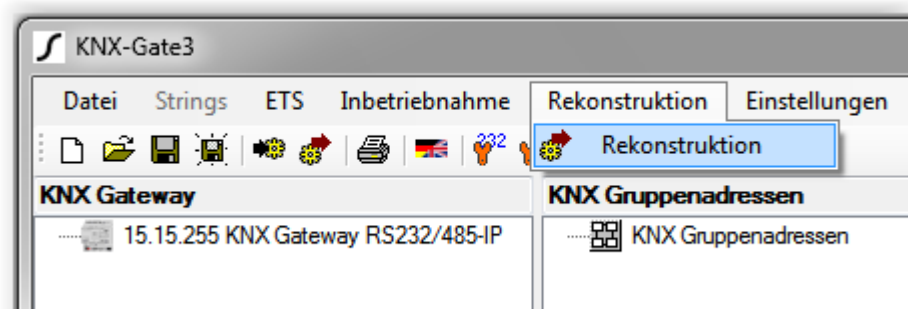 KNX-Gate3
Datei Strings ETS Inbetriebnahme Rekonstruktion Einstellungen
232 Rekonstruktion
KNX Gateway KNX Gruppenadressen
15.15.255 KNX Gateway RS232/485-IP KNX Gruppenadressen